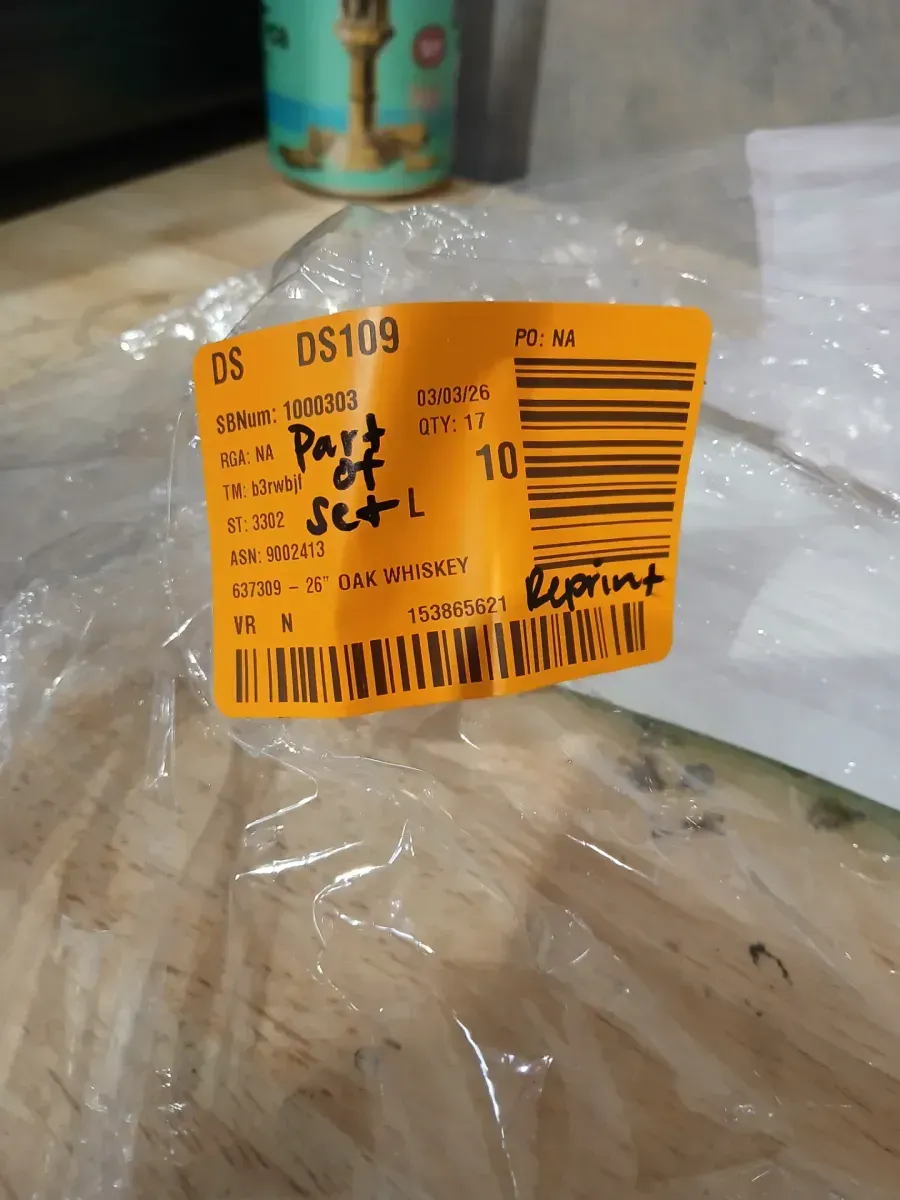 DS DS109 PO: NA
SBNum: 1000303 03/03/26
RGA: NA QTY: 17
Part
of
set
10
TM: b3rwbjf
ST: 3302 L
ASN: 9002413
637309 – 26” OAK WHISKEY
Reprint
VR N 153865621